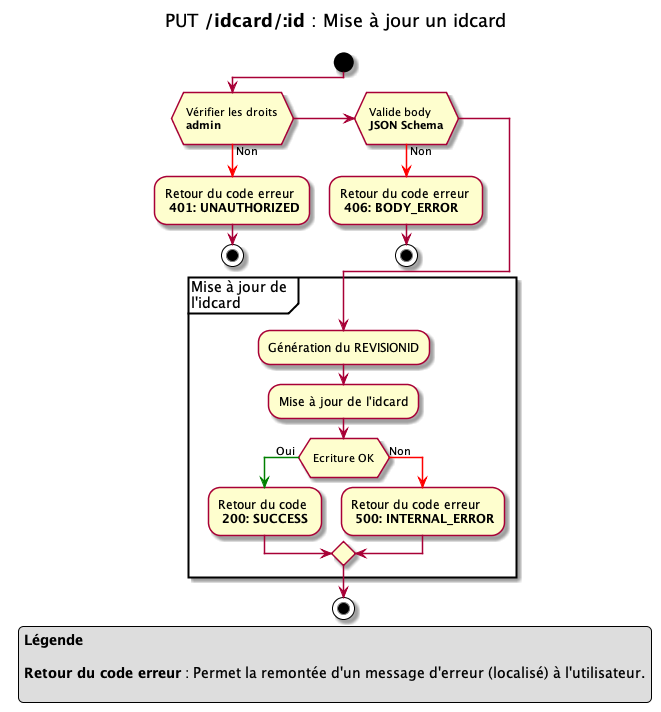 PUT /idcard/:id : Mise à jour un idcard
Vérifier les droits
admin
Valide body
JSON Schema
Non
Non
Retour du code erreur
401: UNAUTHORIZED
Retour du code erreur
406: BODY_ERROR
Mise à jour de
l'idcard
Génération du REVISIONID
Mise à jour de l'idcard
Oui
Ecriture OK
Non
Retour du code
200: SUCCESS
Retour du code erreur
500: INTERNAL_ERROR
Légende
Retour du code erreur : Permet la remontée d'un message d'erreur (localisé) à l'utilisateur.